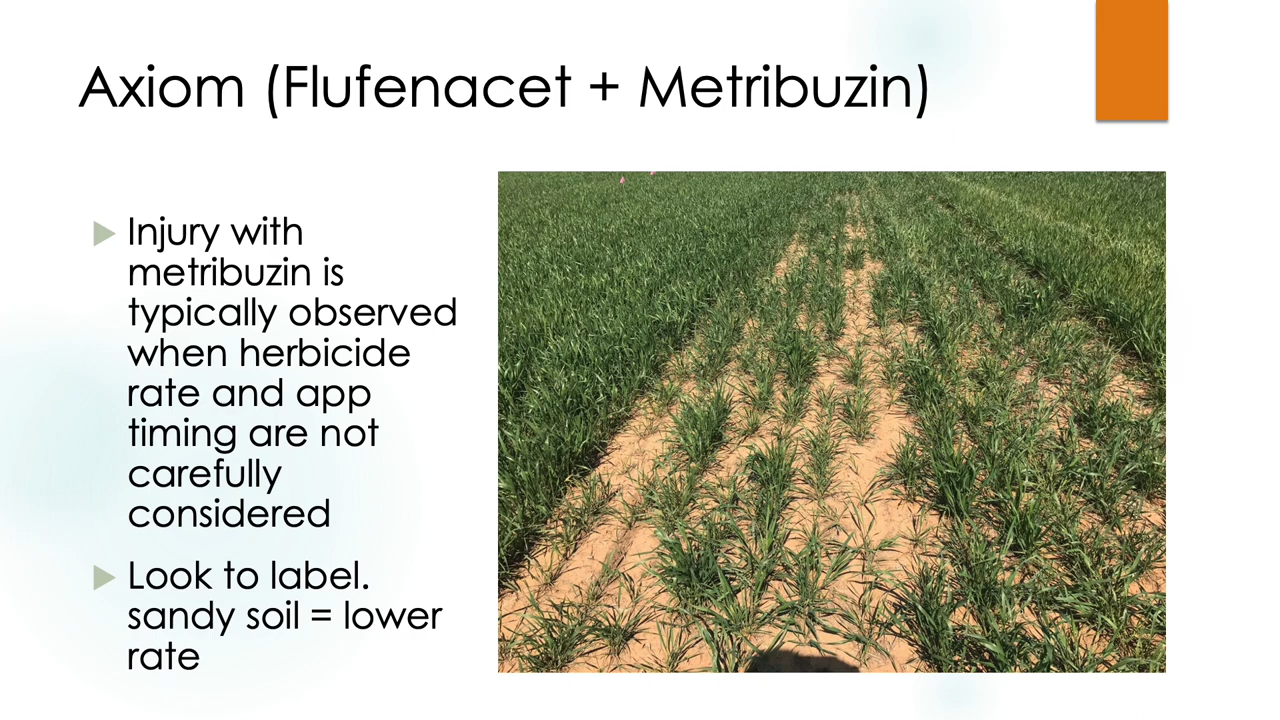 Axiom (Flufenacet + Metribuzin)
Injury with
metribuzin is
typically observed
when herbicide
rate and app
timing are not
carefully
considered
Look to label.
sandy soil = lower
rate